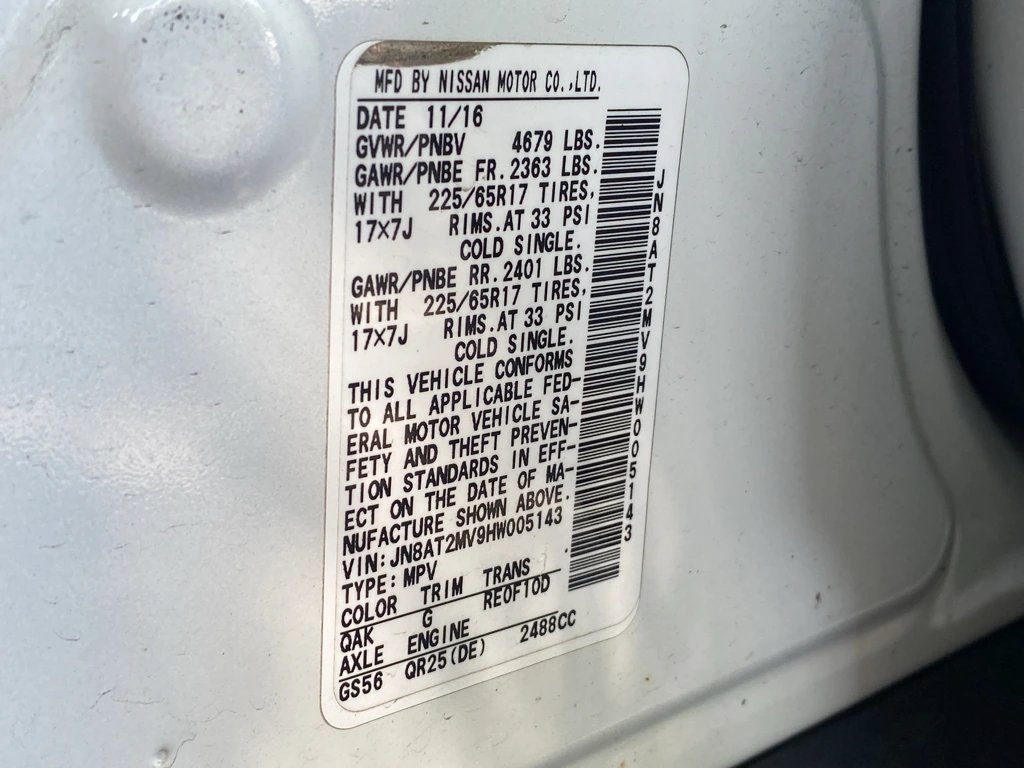 MFD BY NISSAN MOTOR CO.,LTD.
DATE 11/16
GVWR/PNBV 4679 LBS.
GAWR/PNBE FR. 2363 LBS.
WITH 225/65R17 TIRES,
17×7J RIMS. AT 33 PSI
COLD SINGLE.
GAWR/PNBE RR. 2401 LBS.
WITH 225/65R17 TIRES,
17×7J RIMS. AT 33 PSI
COLD SINGLE.
THIS VEHICLE CONFORMS
TO ALL APPLICABLE FED-
ERAL MOTOR VEHICLE SA-
FETY AND THEFT PREVEN-
TION STANDARDS IN EFF-
ECT ON THE DATE OF MA-
NUFACTURE SHOWN ABOVE.
VIN: JN8AT2MV9HW005143
TYPE: MPV
COLOR TRIM TRANS
QAK G RE0F10D
AXLE ENGINE
GS56 QR25(DE) 2488CC
JN8AT2MV9HW005143